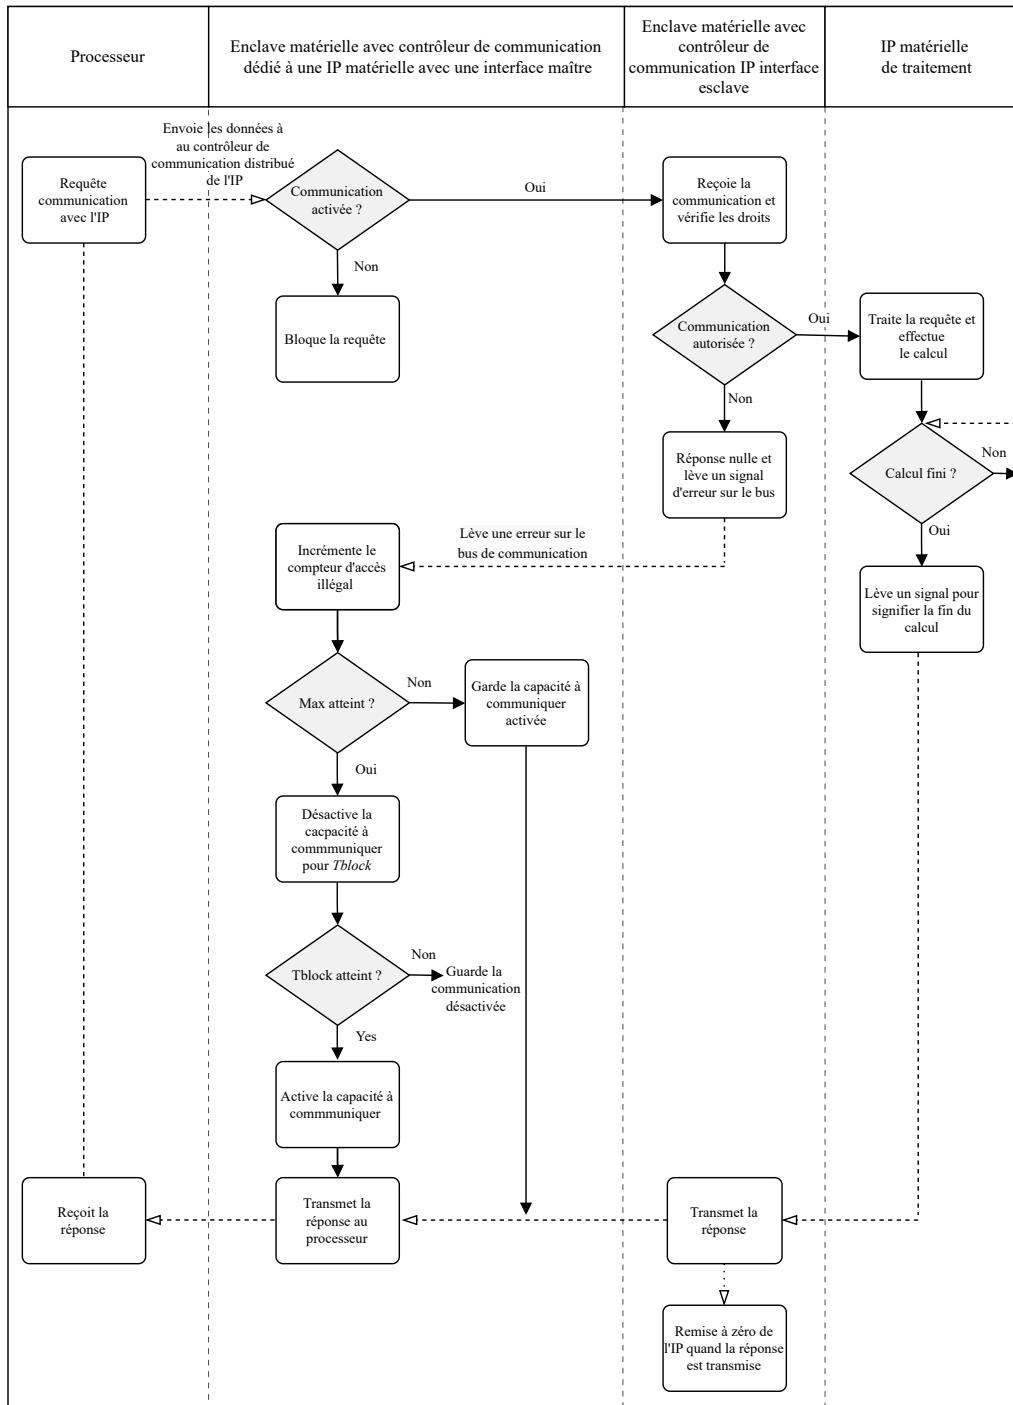 Processeur
Enclave matérielle avec contrôleur de communication
dédié à une IP matérielle avec une interface maître
Enclave matérielle avec
contrôleur de
communication IP interface
esclave
IP matérielle
de traitement
Envoie les données à
au contrôleur de
communication distribué
de l'IP
Requête
communication
avec l'IP
Communication
activée ?
Oui
Reçoie la
communication et
vérifie les droits
Non
Bloque la requête
Communication
autorisée ?
Oui
Traite la requête et
effectue
le calcul
Non
Réponse nulle et
lève un signal
d'erreur sur le bus
Calcul fini ?
Non
Oui
Lève une erreur sur le
bus de communication
Incrémente le
compteur d'accès
illégal
Lève un signal pour
signifier la fin du
calcul
Max atteint ?
Non
Garde la capacité à
communiquer
activée
Oui
Désactive la
cacpacité à
commmuniquer
pour Tblock
Tblock atteint ?
Non
Guarde la
communication
désactivée
Yes
Active la capacité à
commmuniquer
Reçoit la
réponse
Transmet la
réponse au
processeur
Transmet la
réponse
Remise à zéro de
l'IP quand la réponse
est transmise